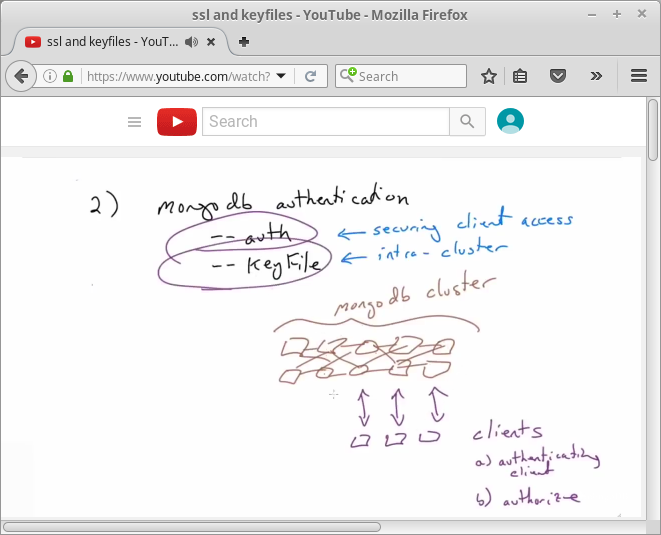 ssl and keyfiles - YouTube - Mozilla Firefox
ssl and keyfiles - YouT...
https://www.youtube.com/watch?
Search
Search
2) mongodb authentication
-- auth ← securing client access
-- KeyFile ← intra-cluster
mongodb cluster
clients
a) authenticating
client
b) authorize